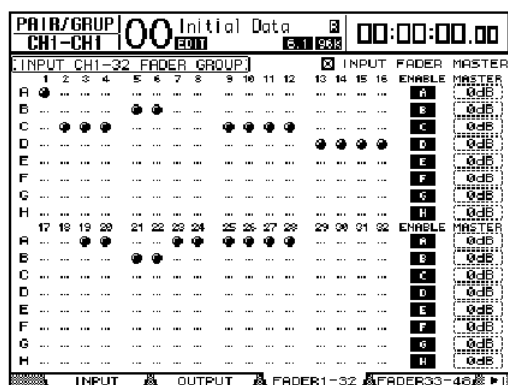 PAIR/GRUP
CH1-CH1
00 Initial Data
EDIT 5.1 96k
00:00:00.00
INPUT CH1-32 FADER GROUP
INPUT FADER MASTER
1 2 3 4 5 6 7 8 9 10 11 12 13 14 15 16 ENABLE MASTER
A A 0dB
B B 0dB
C C 0dB
D D 0dB
E E 0dB
F F 0dB
G G 0dB
H H 0dB
17 18 19 20 21 22 23 24 25 26 27 28 29 30 31 32 ENABLE MASTER
A A 0dB
B B 0dB
C C 0dB
D D 0dB
E E 0dB
F F 0dB
G G 0dB
H H 0dB
INPUT OUTPUT FADER1-32 FADER33-48